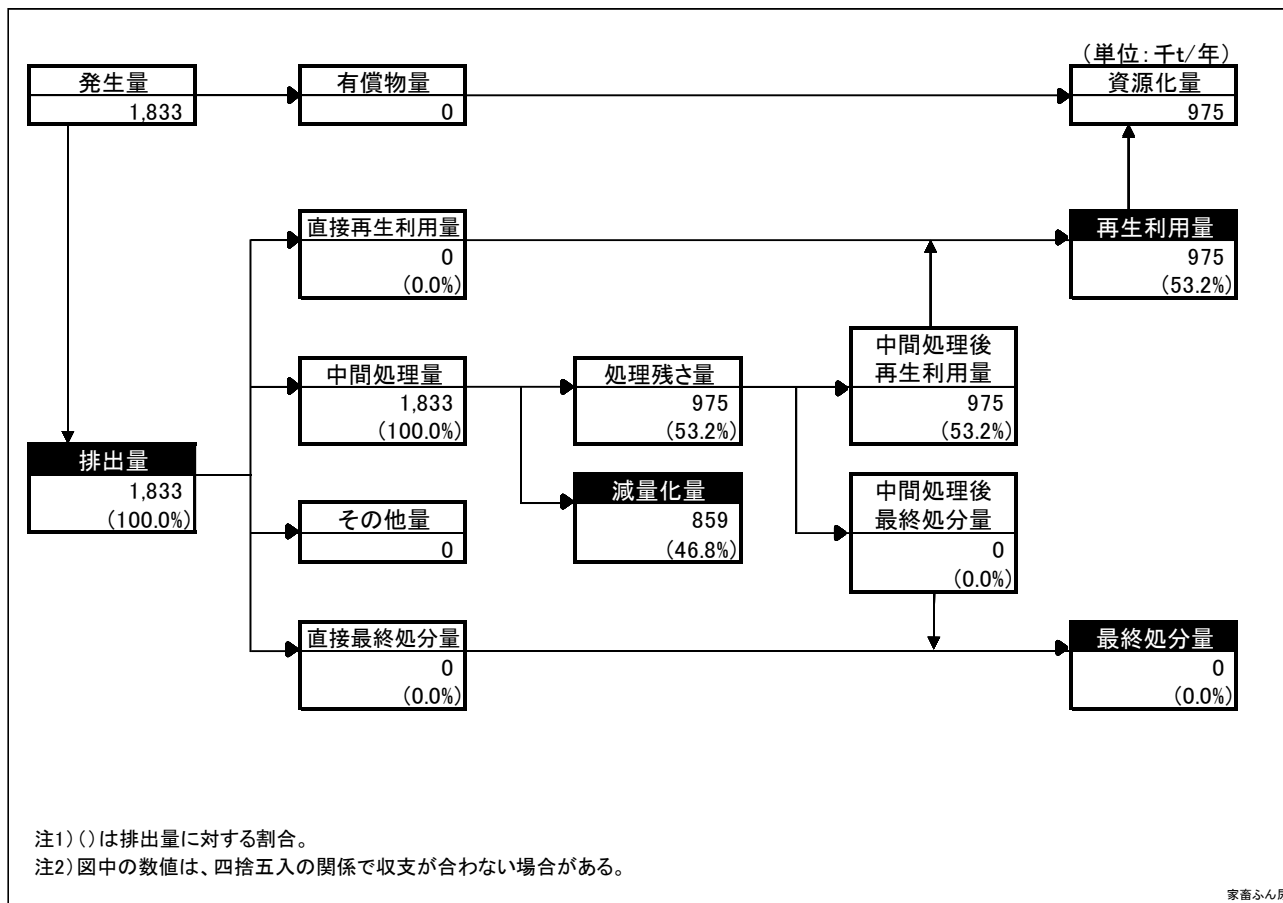 (単位:千t/年)
発生量
1,833
有償物量
0
資源化量
975
直接再生利用量
0
(0.0%)
再生利用量
975
(53.2%)
中間処理量
1,833
(100.0%)
処理残さ量
975
(53.2%)
中間処理後
再生利用量
975
(53.2%)
排出量
1,833
(100.0%)
減量化量
859
(46.8%)
中間処理後
最終処分量
0
(0.0%)
その他量
0
直接最終処分量
0
(0.0%)
最終処分量
0
(0.0%)
注1)()は排出量に対する割合。
注2)図中の数値は、四捨五入の関係で収支が合わない場合がある。
家畜ふん尿